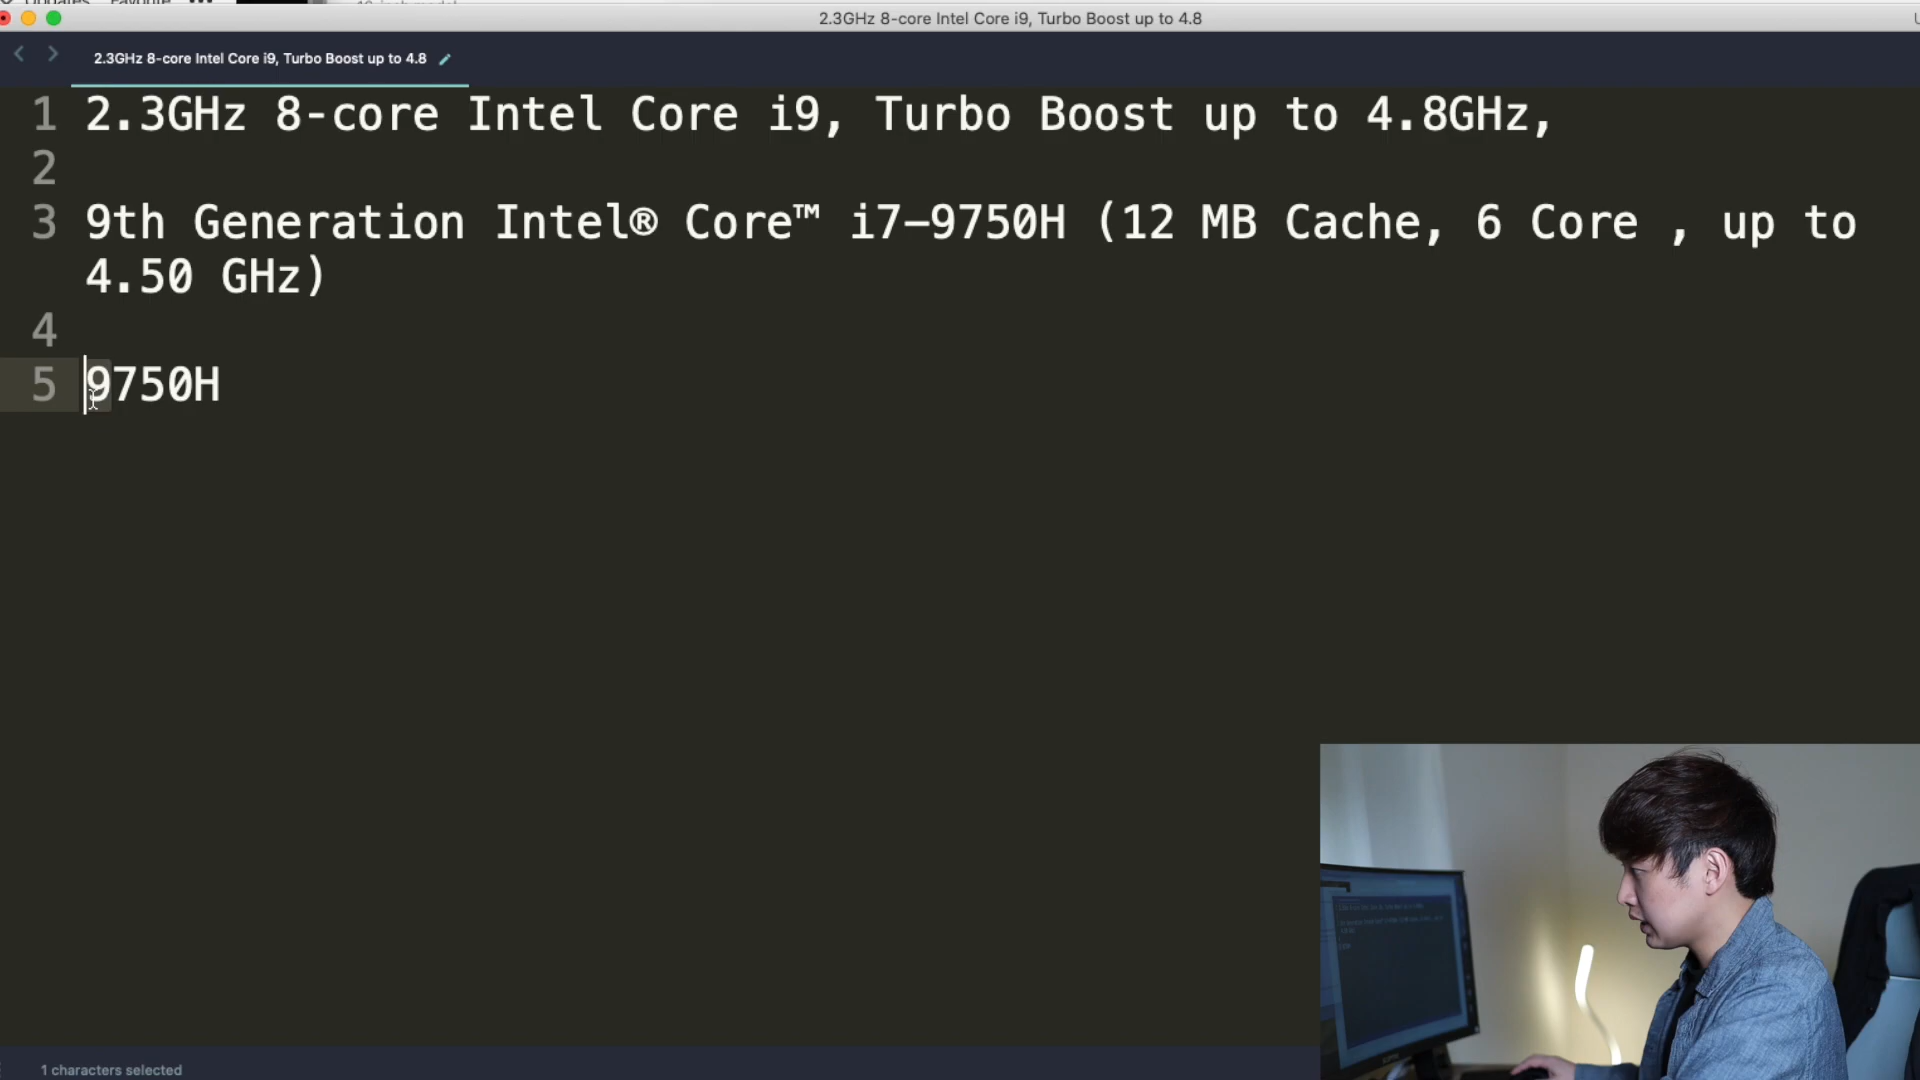 Updates Favorite
2.3GHz 8-core Intel Core i9, Turbo Boost up to 4.8
2.3GHz 8-core Intel Core i9, Turbo Boost up to 4.8
1 2.3GHz 8-core Intel Core i9, Turbo Boost up to 4.8GHz,
2
3 9th Generation Intel® Core™ i7-9750H (12 MB Cache, 6 Core , up to
4.50 GHz)
4
5 9750H
1 characters selected